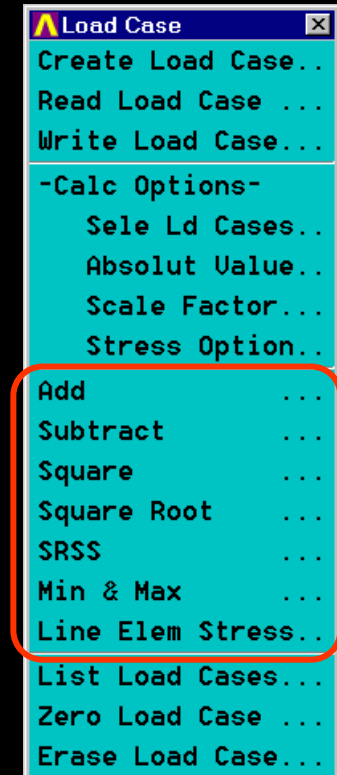 Load Case
Create Load Case..
Read Load Case ...
Write Load Case...
-Calc Options-
Sele Ld Cases..
Absolut Value..
Scale Factor...
Stress Option..
Add ...
Subtract ...
Square ...
Square Root ...
SRSS ...
Min & Max ...
Line Elem Stress..
List Load Cases...
Zero Load Case ...
Erase Load Case...